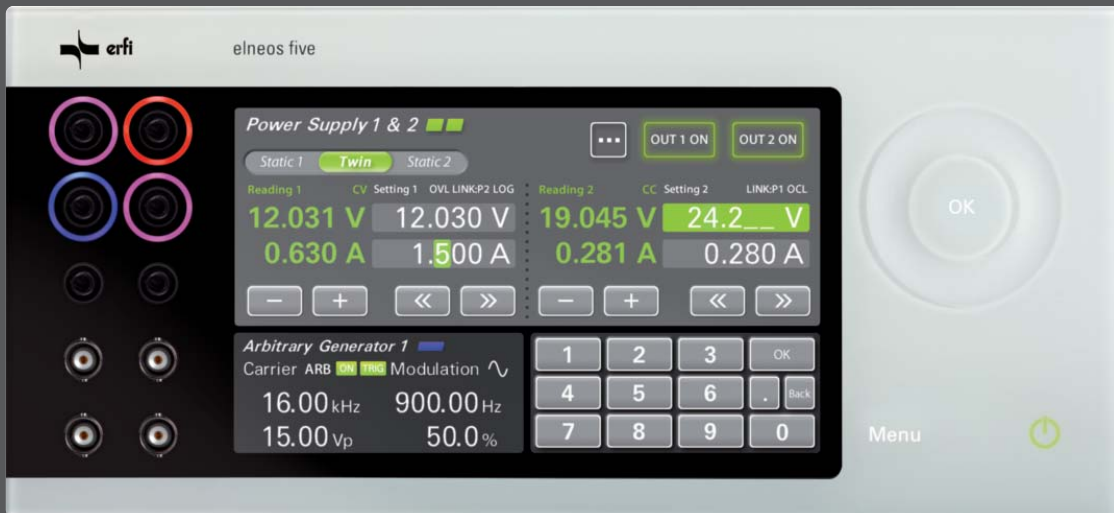 erfi
elneos five
Power Supply 1 & 2
... OUT 1 ON OUT 2 ON
Static 1 Twin Static 2
Reading 1 CV Setting 1 OVL LINK:P2 LOG
Reading 2 CC Setting 2 LINK:P1 OCL
12.031 V 12.030 V
19.045 V 24.2__ V
0.630 A 1.500 A
0.281 A 0.280 A
− + « »
− + « »
OK
Arbitrary Generator 1
Carrier ARB ON TRIG Modulation
16.00 kHz 900.00 Hz
15.00 Vp 50.0 %
1 2 3 OK
4 5 6 . Back
7 8 9 0
Menu